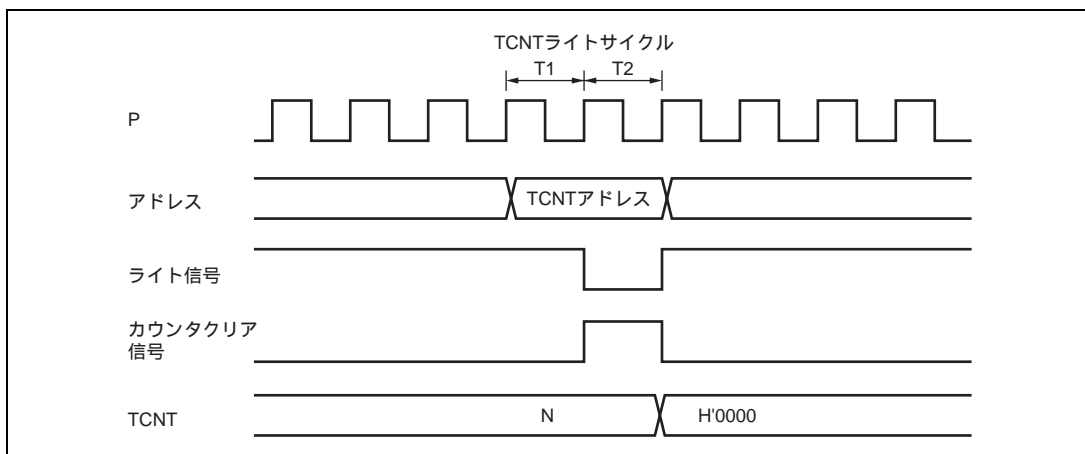 TCNTライトサイクル
T1 T2
P
アドレス TCNTアドレス
ライト信号
カウンタクリア
信号
TCNT N H'0000